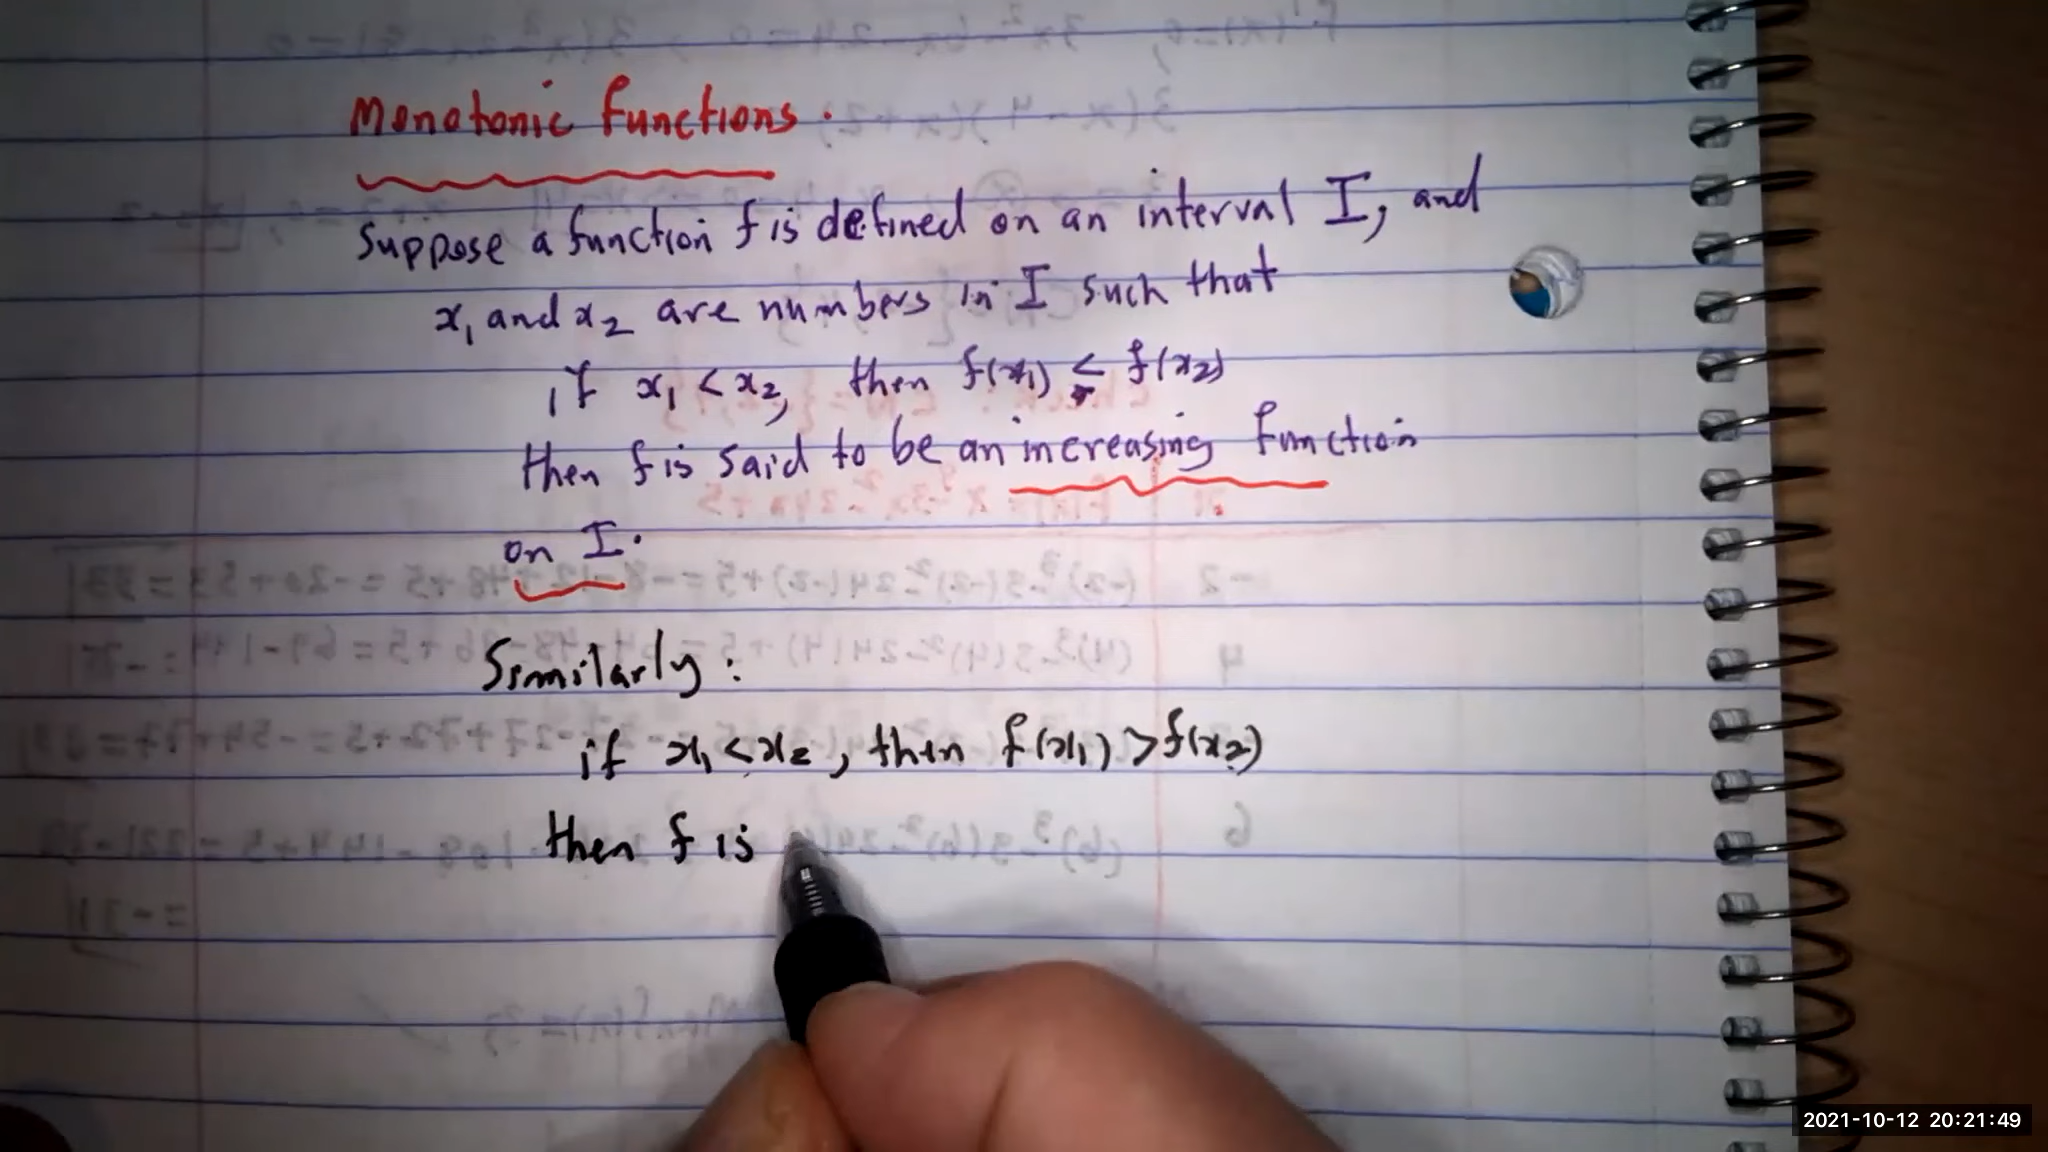 Monotonic Functions.
Suppose a function f is defined on an interval I, and
x₁ and x₂ are numbers in I such that
if x₁ < x₂, then f(x₁) ≤ f(x₂)
then f is said to be an increasing function
on I.
Similarly:
if x₁ < x₂, then f(x₁) > f(x₂)
then f is
2021-10-12 20:21:49